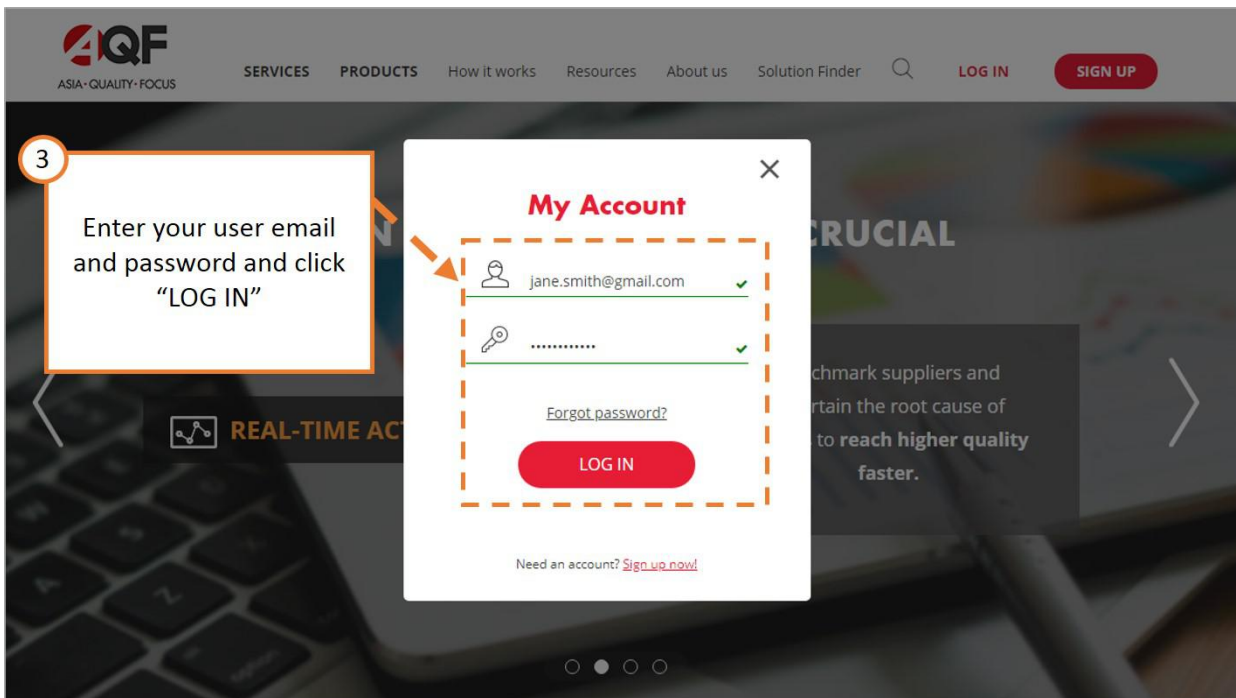 AQF
ASIA•QUALITY•FOCUS
SERVICES PRODUCTS How it works Resources About us Solution Finder LOG IN SIGN UP
3
Enter your user email
and password and click
“LOG IN”
My Account
jane.smith@gmail.com
............
Forgot password?
LOG IN
Need an account? Sign up now!
N
CRUCIAL
REAL-TIME AC
suppliers and
the root cause of
to reach higher quality
faster.
option